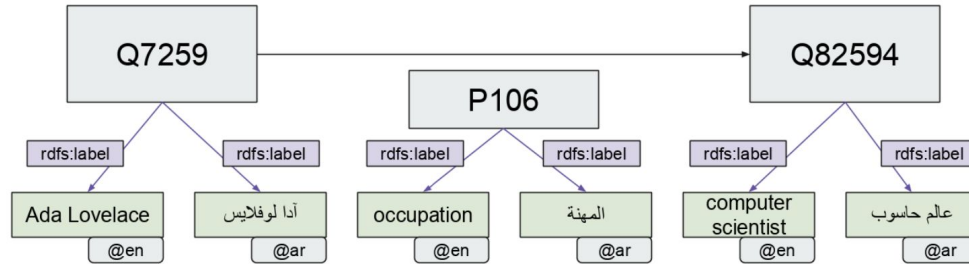 Q7259
Q82594
P106
rdfs:label
rdfs:label
rdfs:label
rdfs:label
rdfs:label
rdfs:label
Ada Lovelace
آدا لوفلايس
occupation
المهنة
computer
scientist
عالم حاسوب
@en
@ar
@en
@ar
@en
@ar